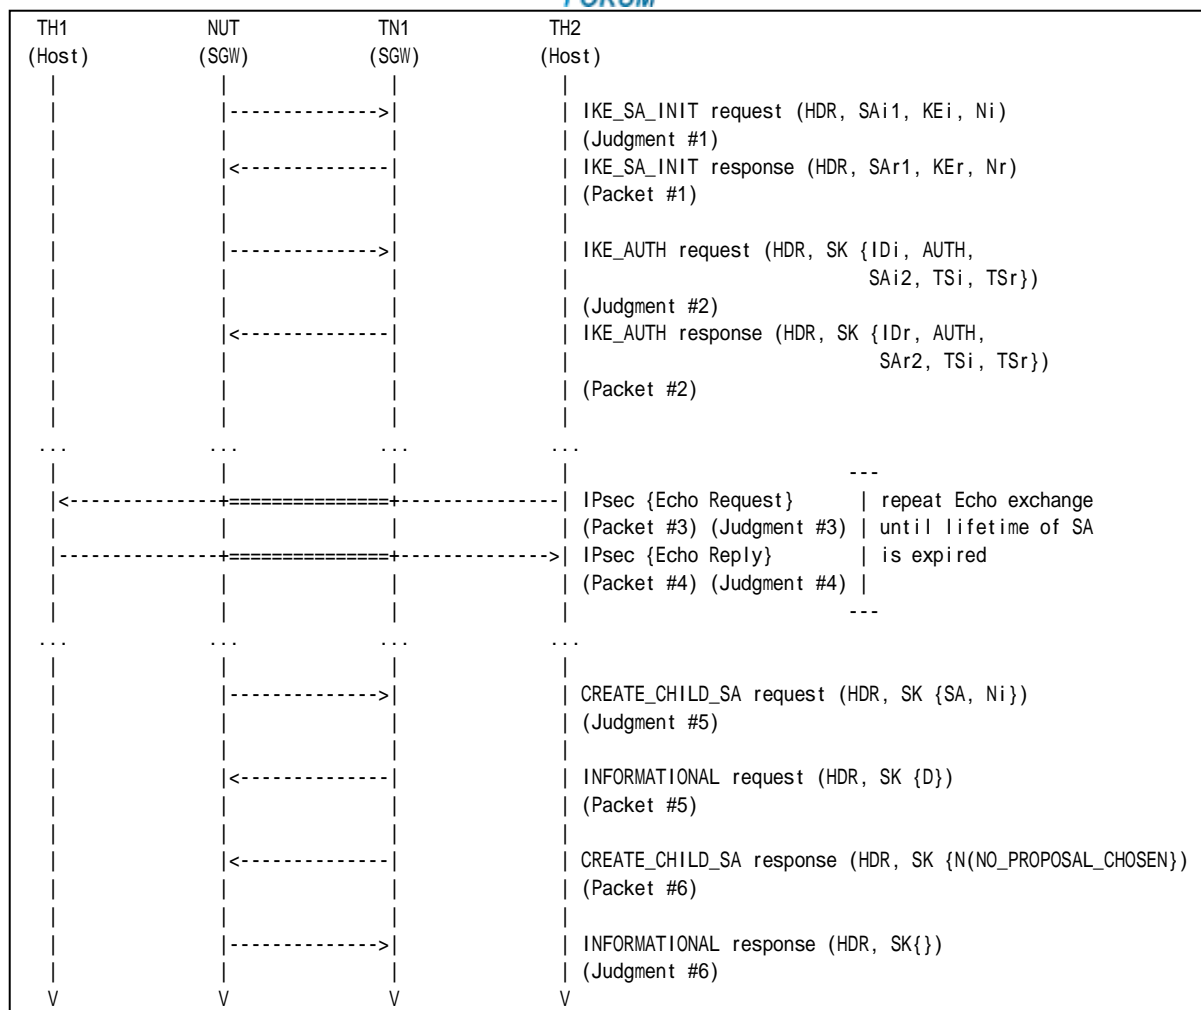 FORUM
TH1 NUT TN1 TH2
(Host) (SGW) (SGW) (Host)
| | | |
| |-------------->| | IKE_SA_INIT request (HDR, SAi1, KEi, Ni)
| | | | (Judgment #1)
| |<--------------| | IKE_SA_INIT response (HDR, SAr1, KEr, Nr)
| | | | (Packet #1)
| | | |
| |-------------->| | IKE_AUTH request (HDR, SK {IDi, AUTH,
| | | | SAi2, TSi, TSr})
| | | | (Judgment #2)
| |<--------------| | IKE_AUTH response (HDR, SK {IDr, AUTH,
| | | | SAr2, TSi, TSr})
| | | | (Packet #2)
| | | |
... ... ... ...
| | | | ---
|<---------------+===============+---------------| IPsec {Echo Request} | repeat Echo exchange
| | | | (Packet #3) (Judgment #3) | until lifetime of SA
|---------------+===============+-------------->| IPsec {Echo Reply} | is expired
| | | | (Packet #4) (Judgment #4) |
| | | | ---
... ... ... ...
| | | |
| |-------------->| | CREATE_CHILD_SA request (HDR, SK {SA, Ni})
| | | | (Judgment #5)
| | | |
| |<--------------| | INFORMATIONAL request (HDR, SK {D})
| | | | (Packet #5)
| | | |
| |<--------------| | CREATE_CHILD_SA response (HDR, SK {N(NO_PROPOSAL_CHOSEN})
| | | | (Packet #6)
| | | |
| |-------------->| | INFORMATIONAL response (HDR, SK{})
| | | | (Judgment #6)
V V V V